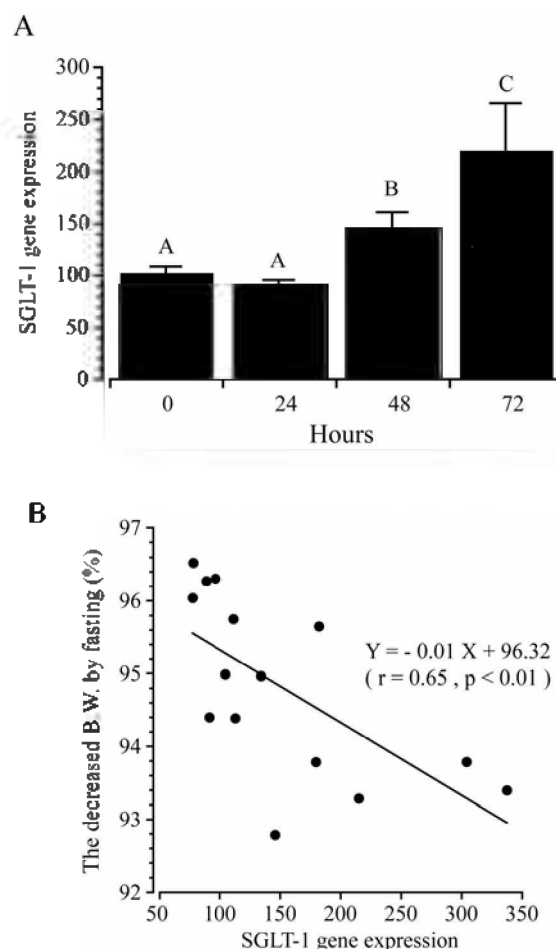 A
300
250
200
150
100
50
0
SGLT-1 gene expression
A
A
B
C
0 24 48 72
Hours
B
97
96
95
94
93
92
The decreased B. W. by fasting (%)
Y = - 0.01 X + 96.32
( r = 0.65 , p < 0.01 )
50 100 150 200 250 300 350
SGLT-1 gene expression